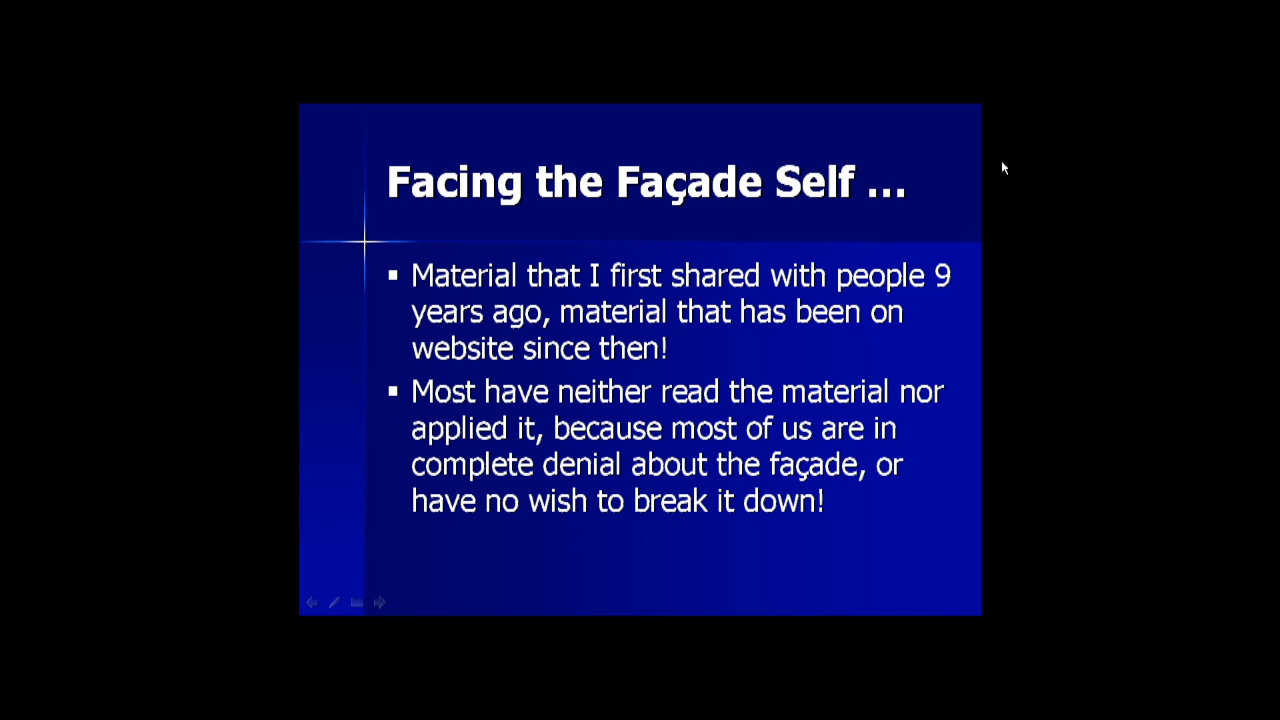 Facing the Façade Self ...
▪ Material that I first shared with people 9
years ago, material that has been on
website since then!
▪ Most have neither read the material nor
applied it, because most of us are in
complete denial about the façade, or
have no wish to break it down!